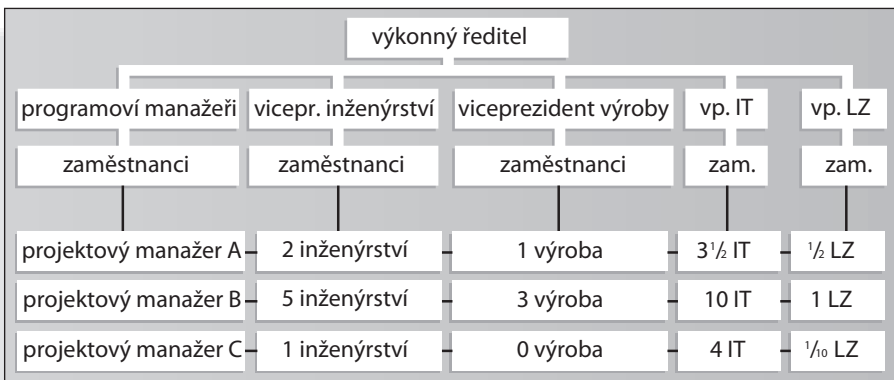 výkonný ředitel
programoví manažeři vicepr. inženýrství viceprezident výroby vp. IT vp. LZ
zaměstnanci zaměstnanci zaměstnanci zam. zam.
projektový manažer A 2 inženýrství 1 výroba 3 ½ IT ½ LZ
projektový manažer B 5 inženýrství 3 výroba 10 IT 1 LZ
projektový manažer C 1 inženýrství 0 výroba 4 IT 1/10 LZ